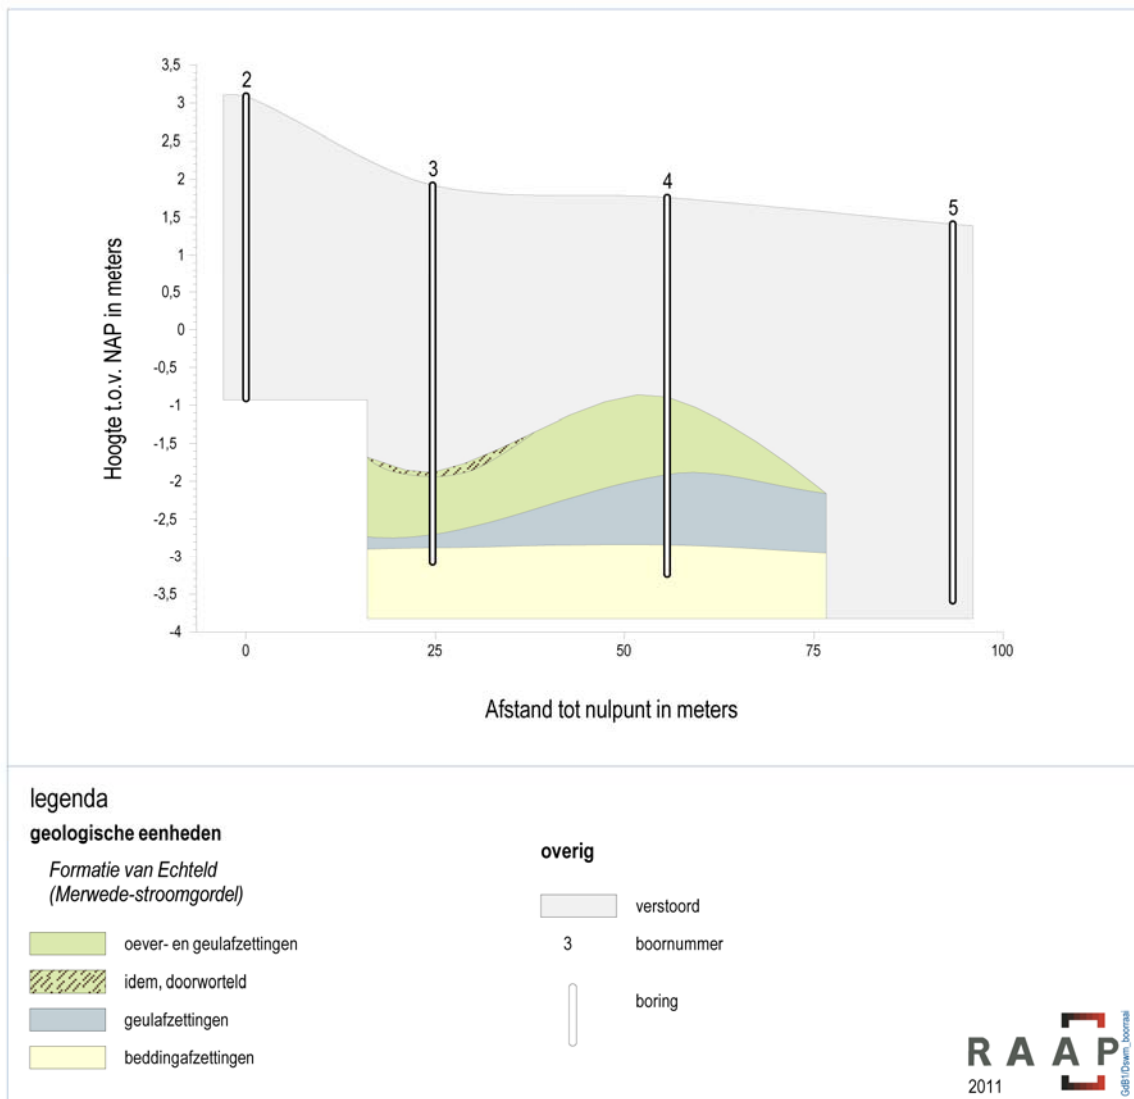 3,5
3
2,5
2
1,5
1
0,5
0
-0,5
-1
-1,5
-2
-2,5
-3
-3,5
-4
Hoogte t.o.v. NAP in meters
2
3
4
5
0
25
50
75
100
Afstand tot nulpunt in meters
legenda
geologische eenheden
Formatie van Echteld
(Merwede-stroomgordel)
oever- en geulafzettingen
idem, doorworteld
geulafzettingen
beddingafzettingen
overig
verstoord
3 boornummer
boring
RAAP
2011
GdB1/Dswm_boorraai